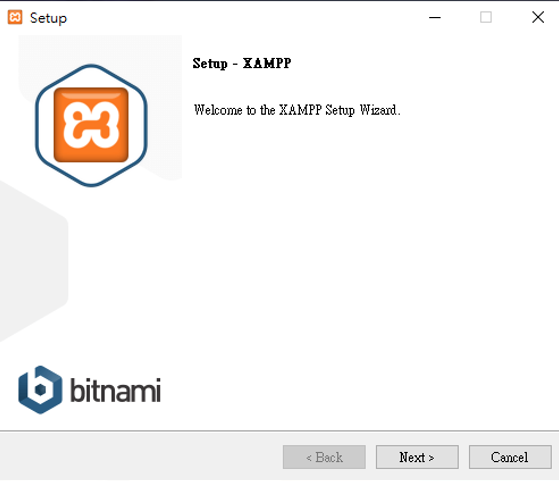 Setup
Setup - XAMPP
Welcome to the XAMPP Setup Wizard.
bitnami
< Back
Next >
Cancel